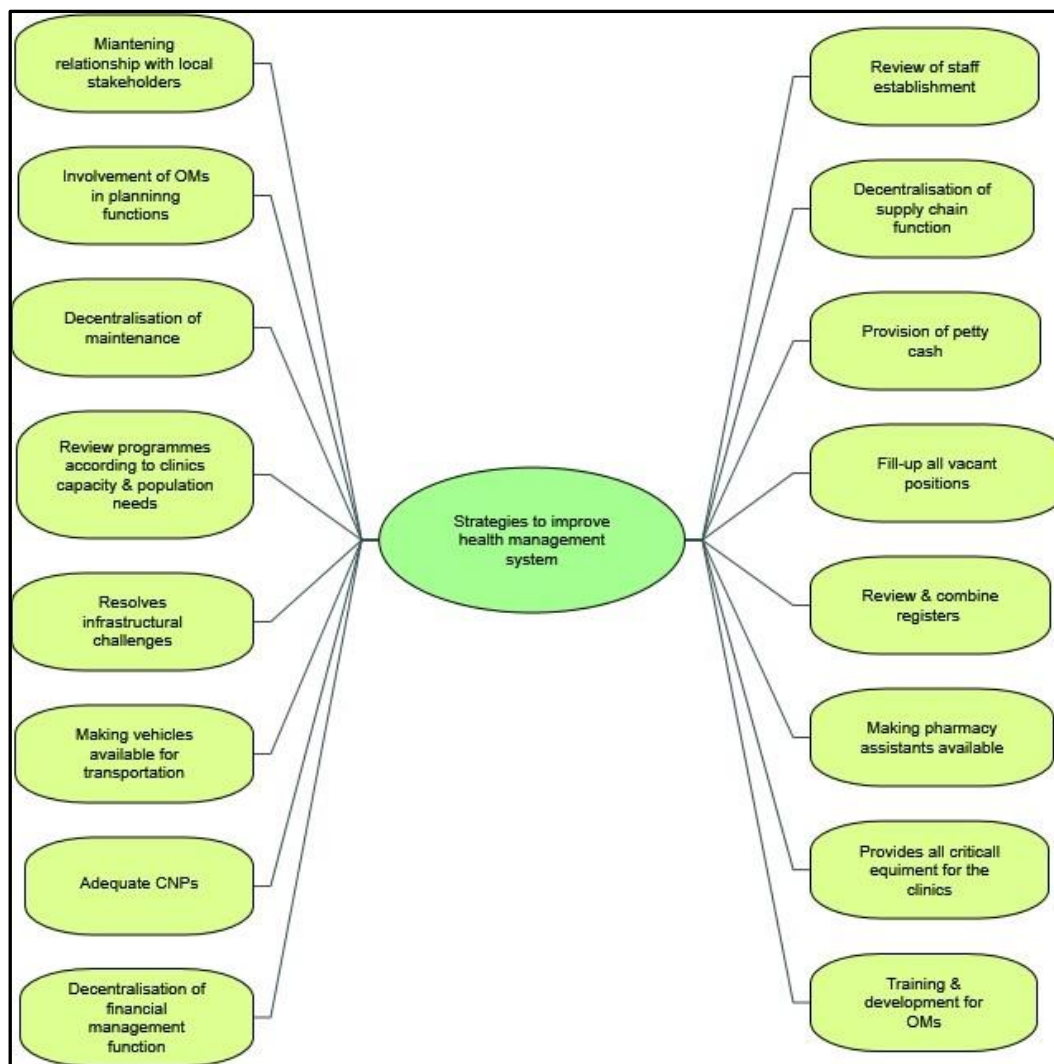 Miantening
relationship with local
stakeholders
Involvement of OMs
in planninng
functions
Decentralisation of
maintenance
Review programmes
according to clinics
capacity & population
needs
Resolves
infrastructural
challenges
Making vehicles
available for
transportation
Adequate CNPs
Decentralisation of
financial
management
function
Strategies to improve
health management
system
Review of staff
establishment
Decentralisation of
supply chain
function
Provision of petty
cash
Fill-up all vacant
positions
Review & combine
registers
Making pharmacy
assistants available
Provides all criticall
equiment for the
clinics
Training &
development for
OMs